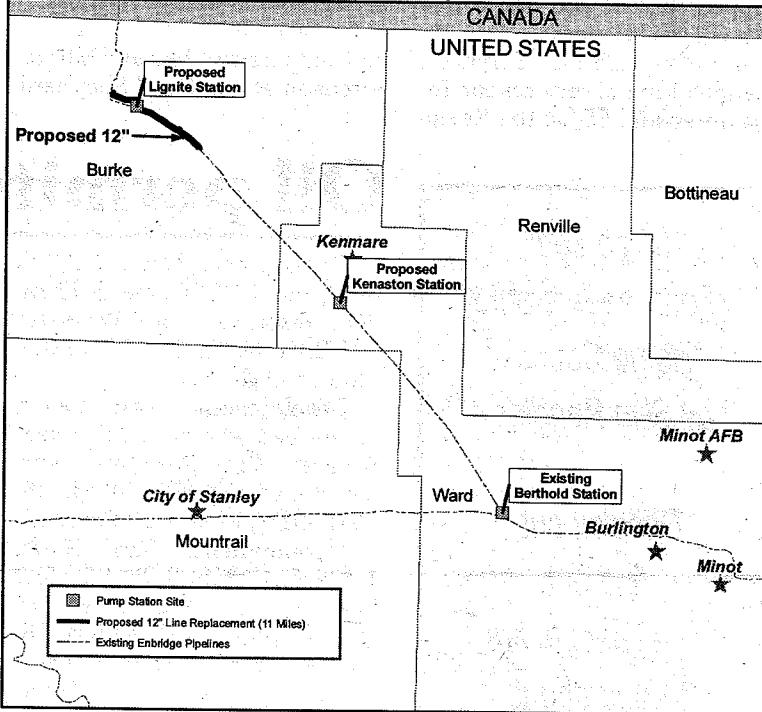 CANADA
UNITED STATES
Proposed
Lignite Station
Proposed 12"
Burke
Bottineau
Renville
Kenmare
Proposed
Kenaston Station
Minot AFB
Existing
Berthold Station
City of Stanley
Ward
Burlington
Mountrail
Minot
Pump Station Site
Proposed 12" Line Replacement (11 Miles)
Existing Enbridge Pipelines